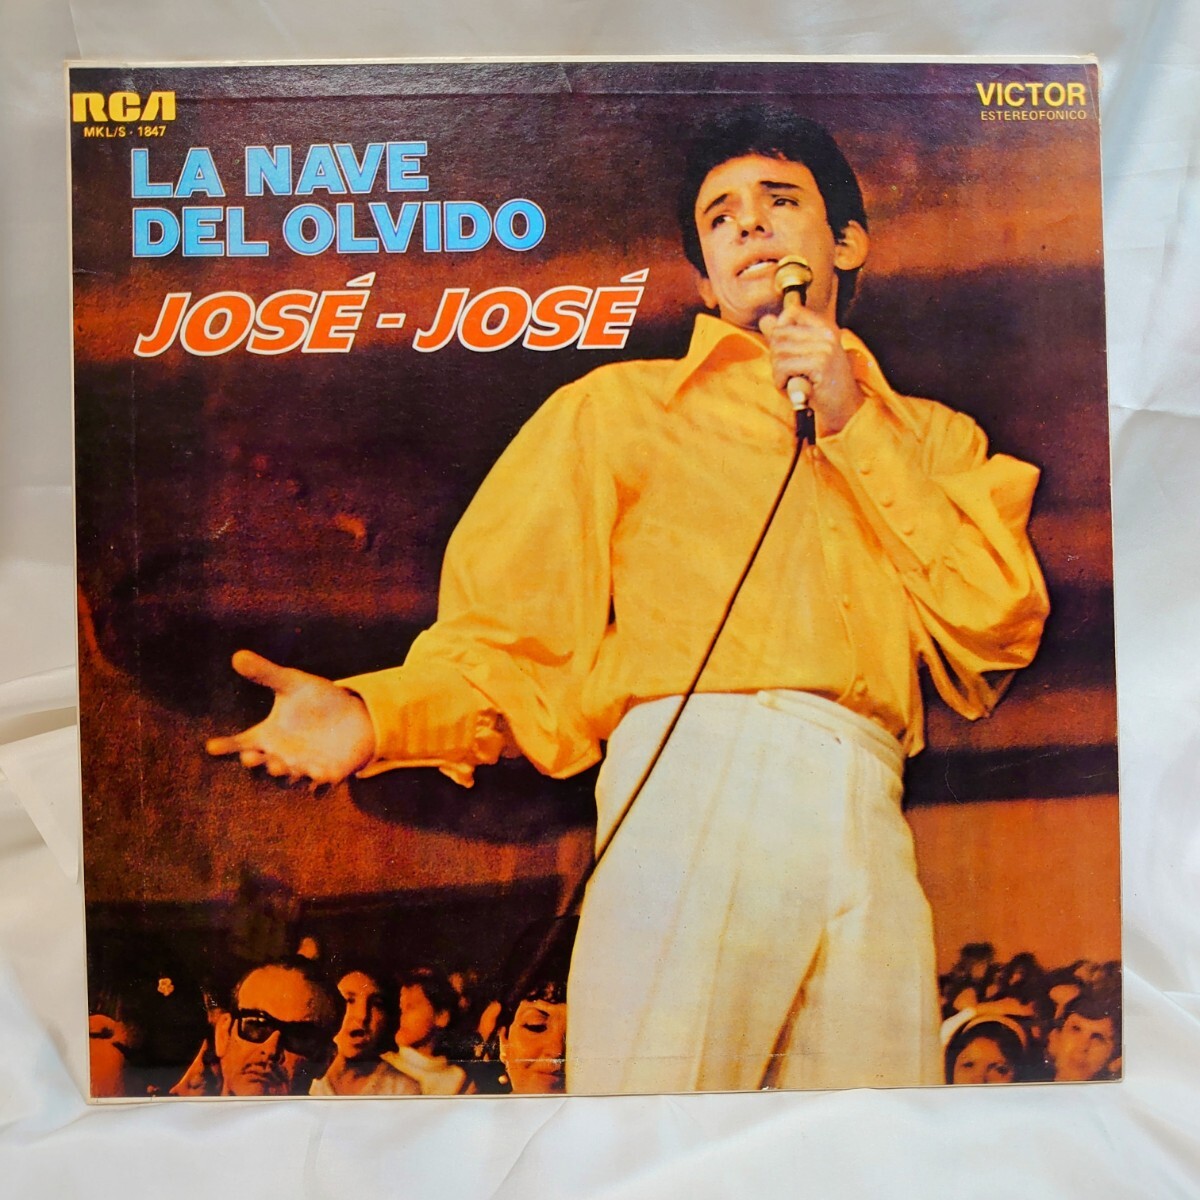 RCA
MKL/S · 1847
VICTOR
ESTEREOFONICO
LA NAVE
DEL OLVIDO
JOSÉ - JOSÉ